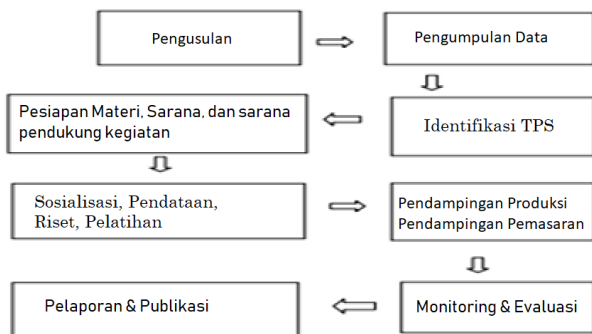 Pengusulan
Pengumpulan Data
Identifikasi TPS
Pesiapan Materi, Sarana, dan sarana
pendukung kegiatan
Sosialisasi, Pendataan,
Riset, Pelatihan
Pendampingan Produksi
Pendampingan Pemasaran
Monitoring & Evaluasi
Pelaporan & Publikasi